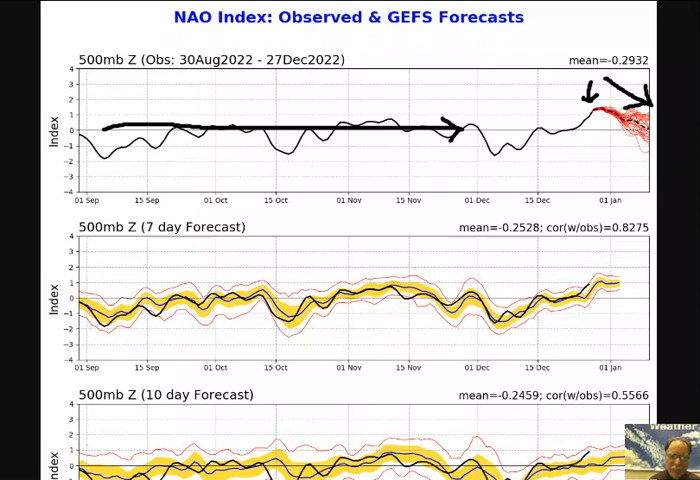 NAO Index: Observed & GEFS Forecasts
500mb Z (Obs: 30Aug2022 - 27Dec2022) mean=-0.2932
4
3
2
1
0
−1
−2
−3
−4
Index
01 Sep 15 Sep 01 Oct 15 Oct 01 Nov 15 Nov 01 Dec 15 Dec 01 Jan
500mb Z (7 day Forecast) mean=-0.2528; cor(w/obs)=0.8275
4
3
2
1
0
−1
−2
−3
−4
Index
01 Sep 15 Sep 01 Oct 15 Oct 01 Nov 15 Nov 01 Dec 15 Dec 01 Jan
500mb Z (10 day Forecast) mean=-0.2459; cor(w/obs)=0.5566
4
3
2
1
0
Index
Weather